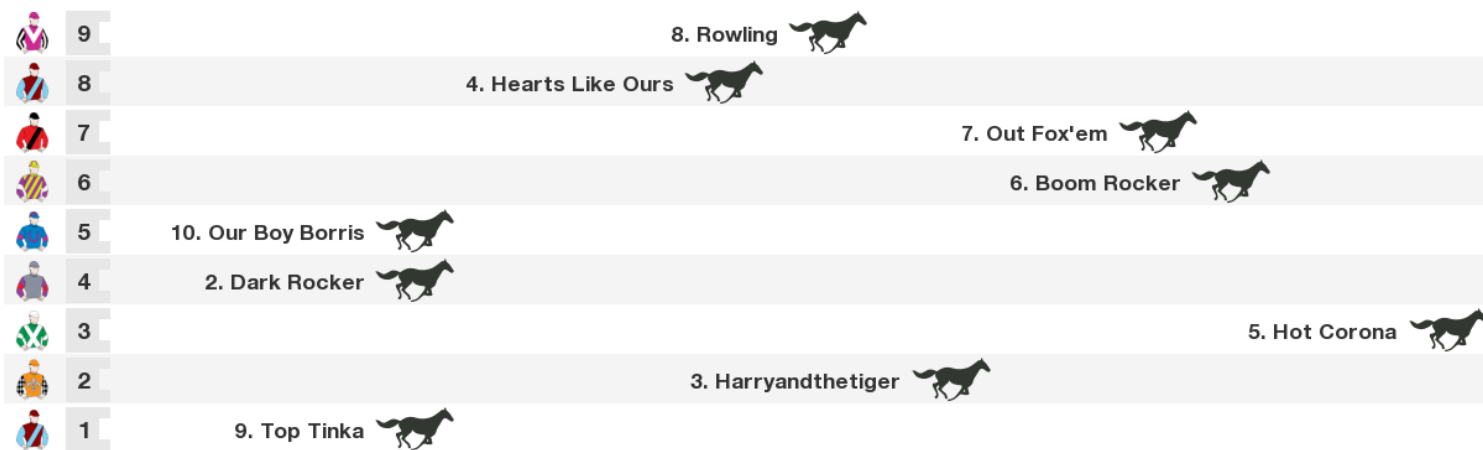 9 8. Rowling
8 4. Hearts Like Ours
7 7. Out Fox'em
6 6. Boom Rocker
5 10. Our Boy Borris
4 2. Dark Rocker
3 5. Hot Corona
2 3. Harryandthetiger
1 9. Top Tinka